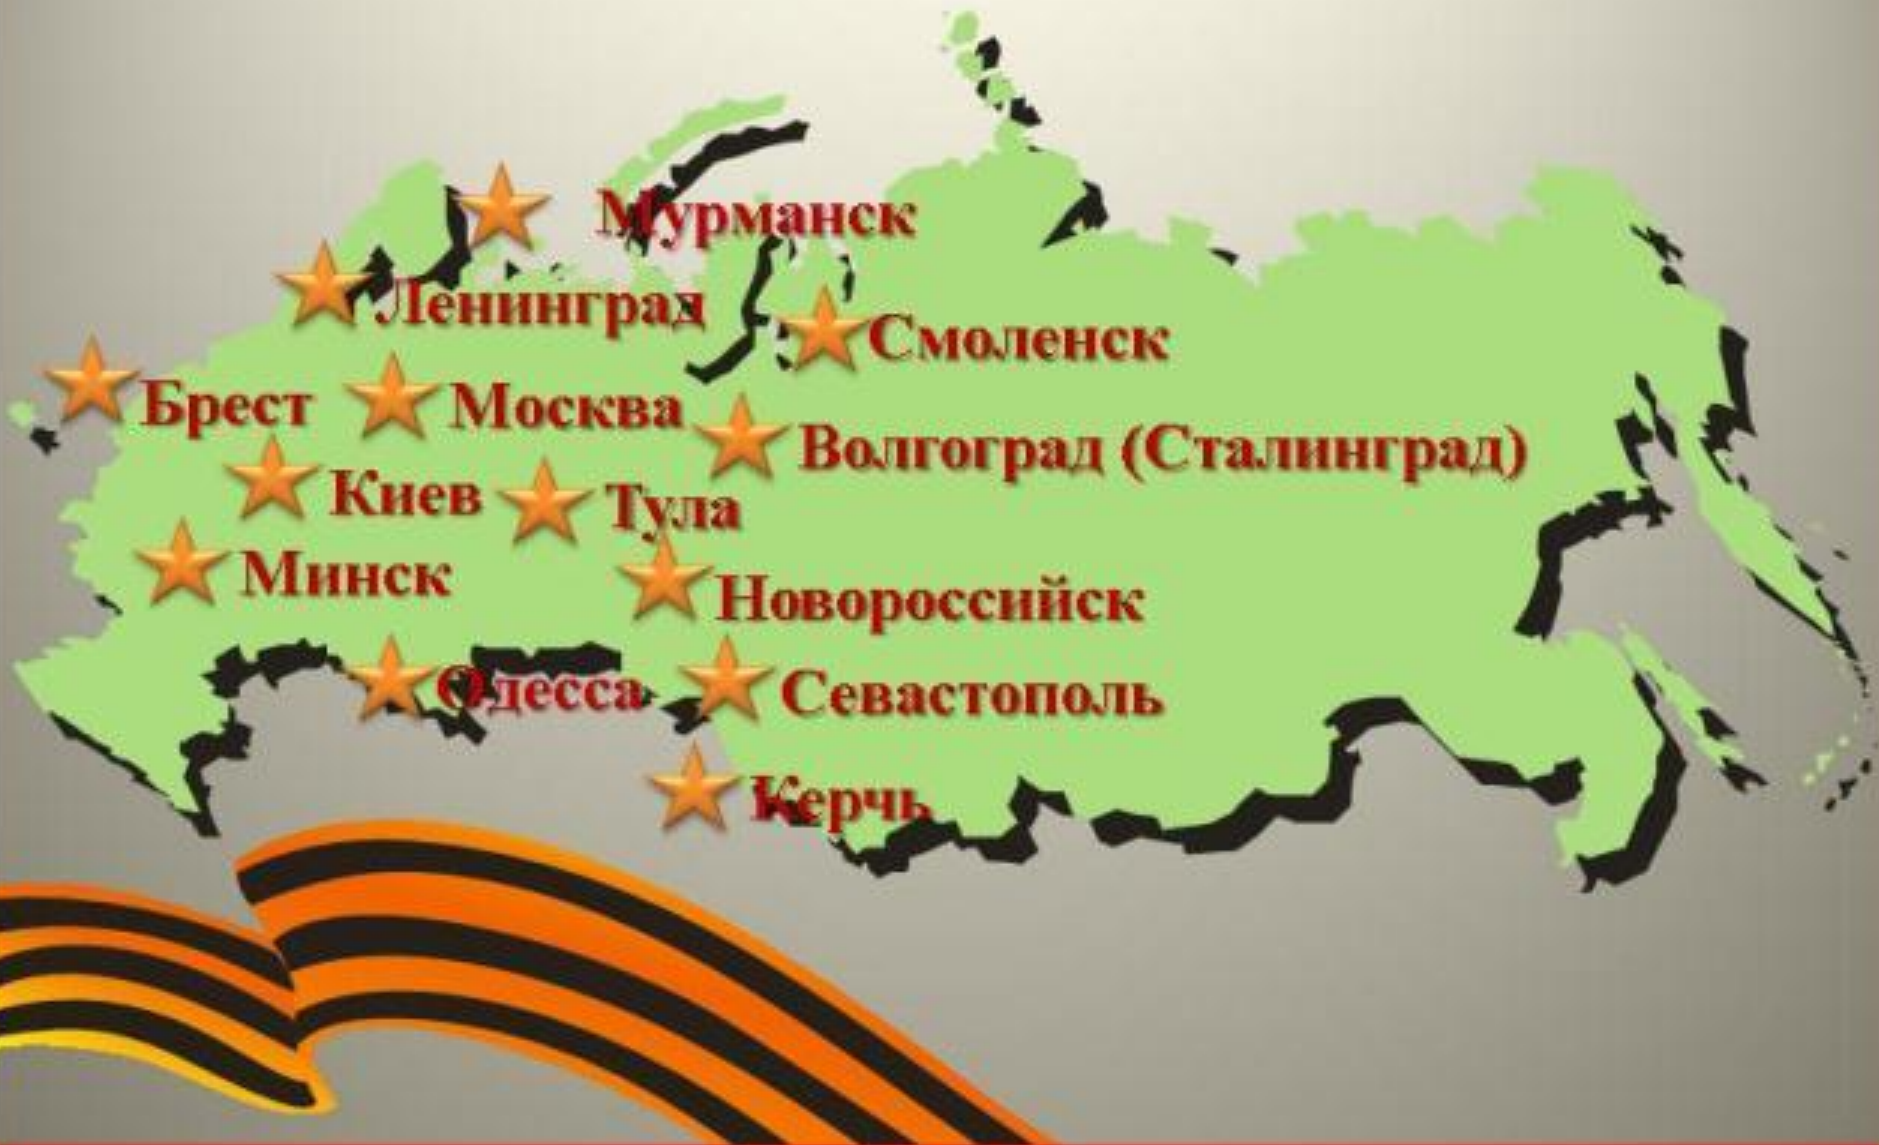 Мурманск
Ленинград
Смоленск
Брест
Москва
Волгоград (Сталинград)
Киев
Тула
Минск
Новороссийск
Одесса
Севастополь
Керчь